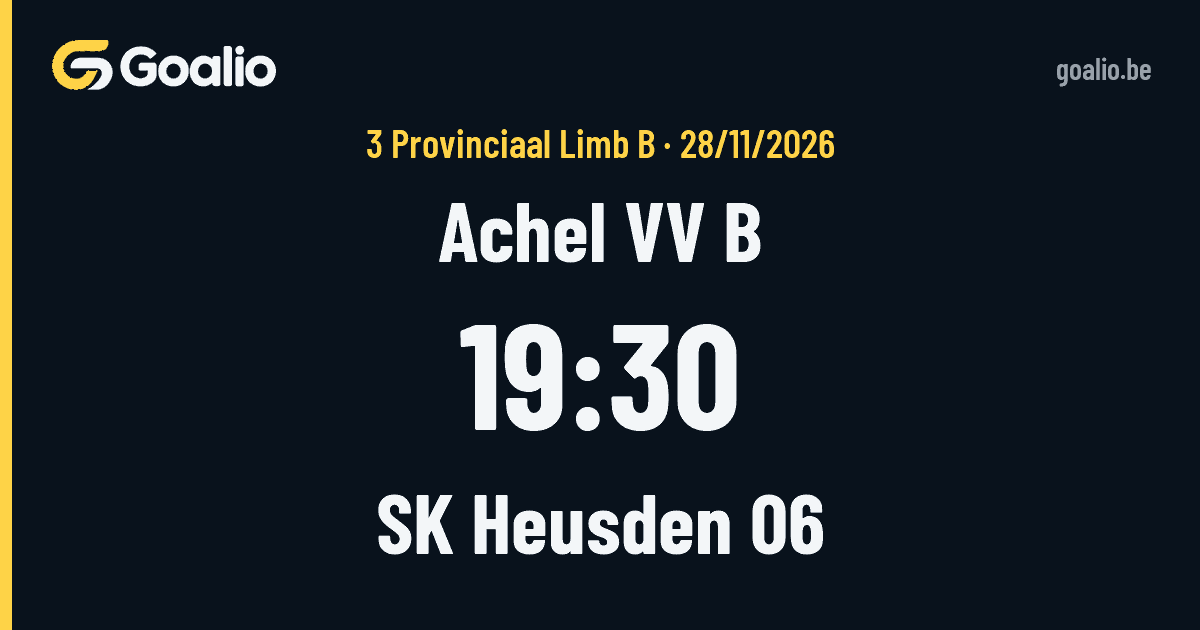 Goalio
goalio.be
3 Provinciaal Limb B · 28/11/2026
Achel VV B
19:30
SK Heusden 06